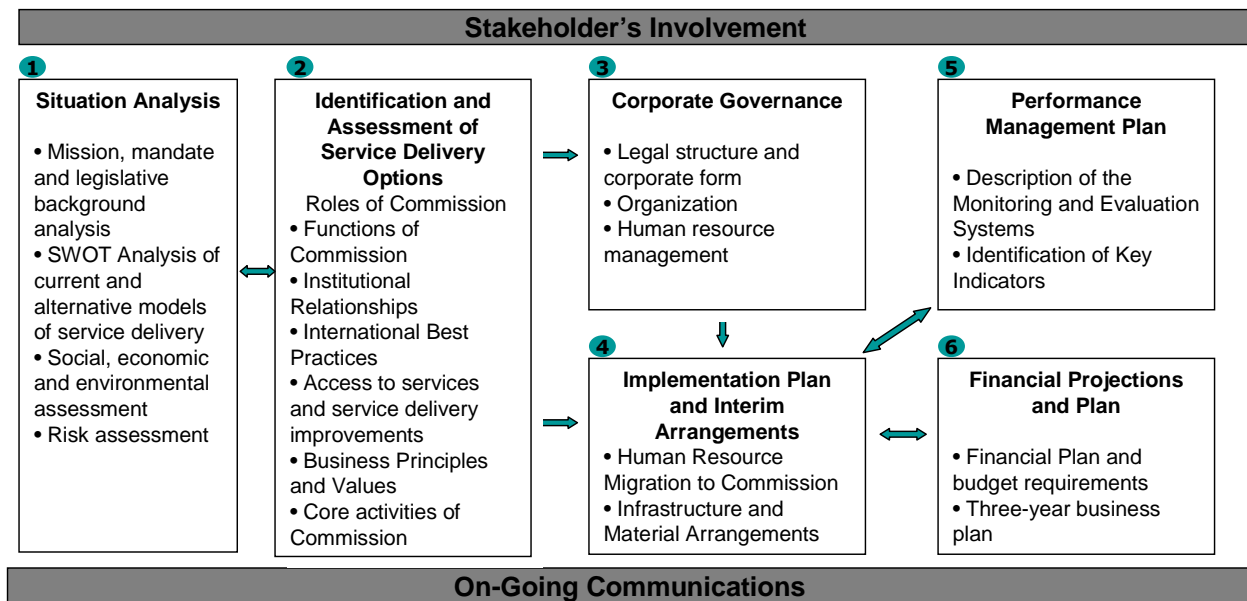 Stakeholder's Involvement
1
Situation Analysis
• Mission, mandate
and legislative
background
analysis
• SWOT Analysis of
current and
alternative models
of service delivery
• Social, economic
and environmental
assessment
• Risk assessment
2
Identification and
Assessment of
Service Delivery
Options
Roles of Commission
• Functions of
Commission
• Institutional
Relationships
• International Best
Practices
• Access to services
and service delivery
improvements
• Business Principles
and Values
• Core activities of
Commission
3
Corporate Governance
• Legal structure and
corporate form
• Organization
• Human resource
management
4
Implementation Plan
and Interim
Arrangements
• Human Resource
Migration to Commission
• Infrastructure and
Material Arrangements
5
Performance
Management Plan
• Description of the
Monitoring and Evaluation
Systems
• Identification of Key
Indicators
6
Financial Projections
and Plan
• Financial Plan and
budget requirements
• Three-year business
plan
On-Going Communications